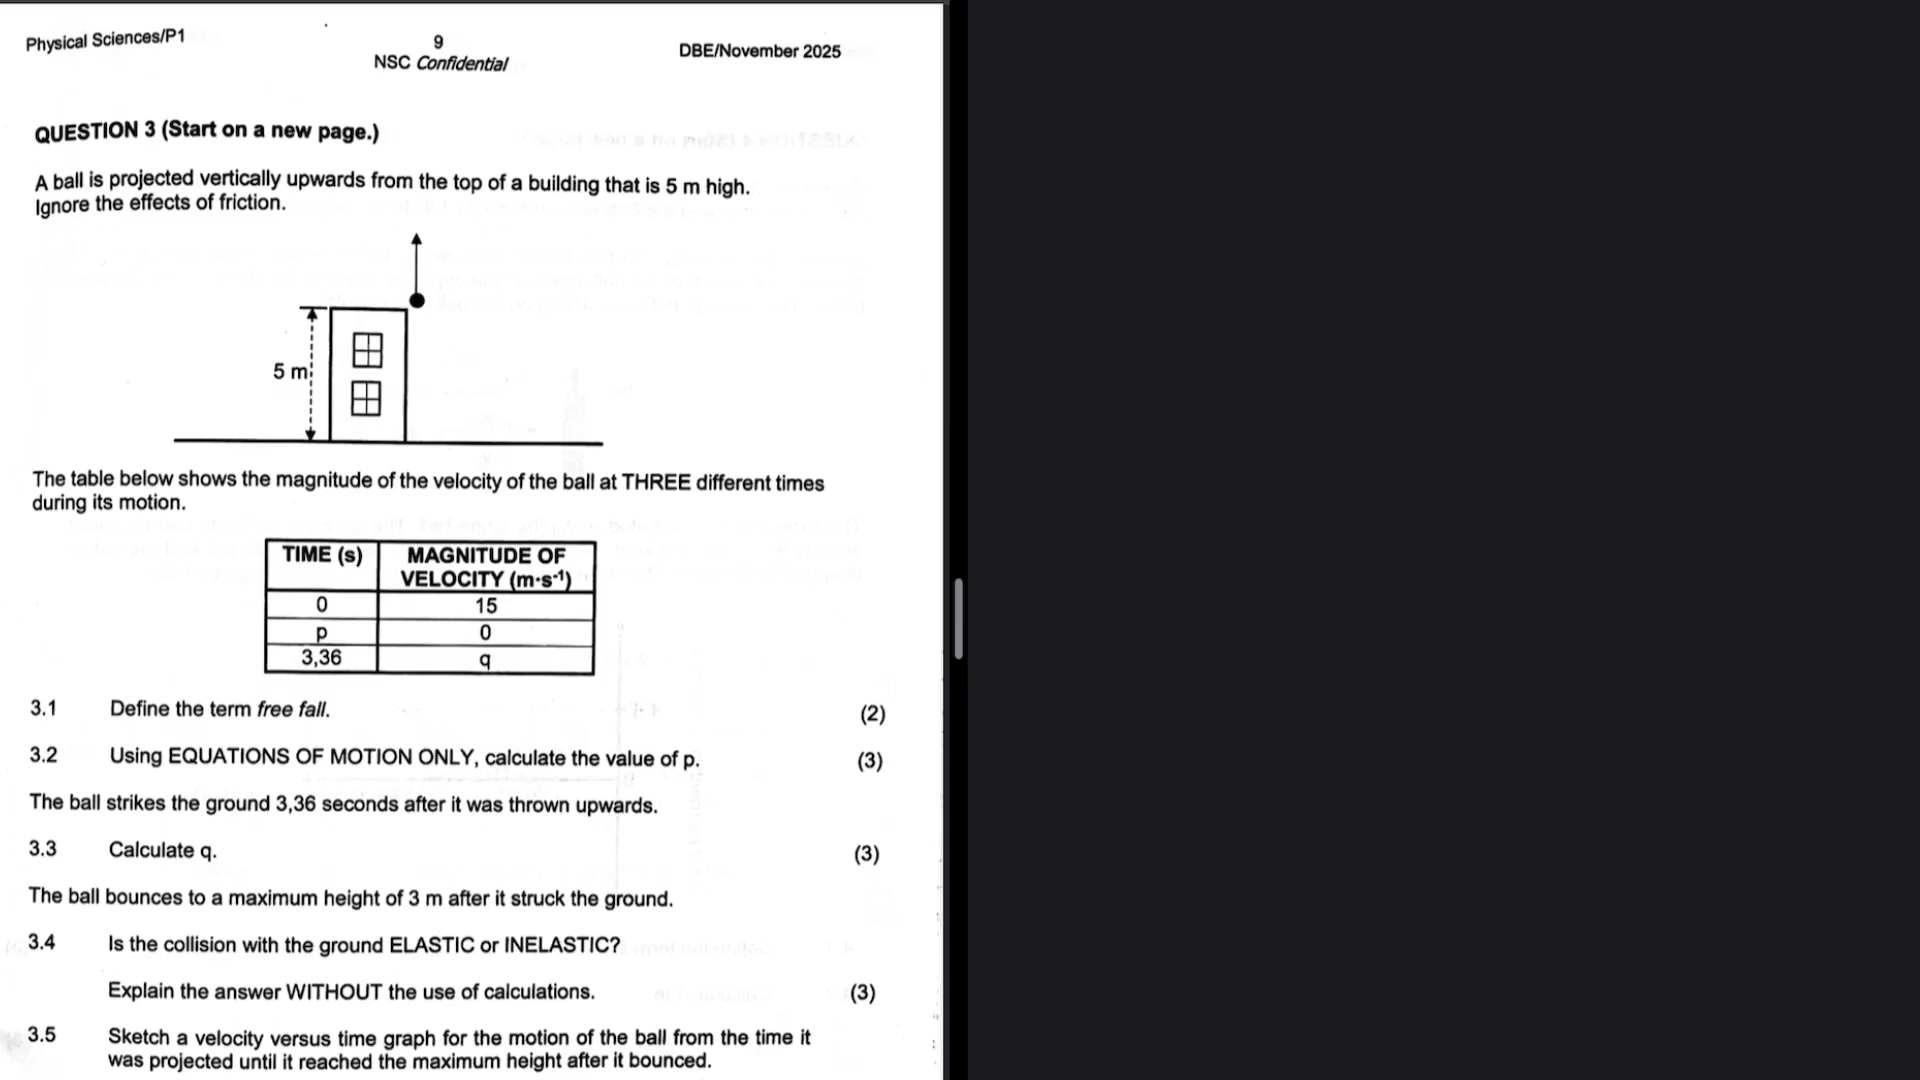 Physical Sciences/P1
9
NSC Confidential
DBE/November 2025
QUESTION 3 (Start on a new page.)
A ball is projected vertically upwards from the top of a building that is 5 m high.
Ignore the effects of friction.
5 m
The table below shows the magnitude of the velocity of the ball at THREE different times
during its motion.
TIME (s) MAGNITUDE OF
VELOCITY (m·s⁻¹)
0 15
p 0
3,36 q
3.1 Define the term free fall. (2)
3.2 Using EQUATIONS OF MOTION ONLY, calculate the value of p. (3)
The ball strikes the ground 3,36 seconds after it was thrown upwards.
3.3 Calculate q. (3)
The ball bounces to a maximum height of 3 m after it struck the ground.
3.4 Is the collision with the ground ELASTIC or INELASTIC?
Explain the answer WITHOUT the use of calculations. (3)
3.5 Sketch a velocity versus time graph for the motion of the ball from the time it
was projected until it reached the maximum height after it bounced.